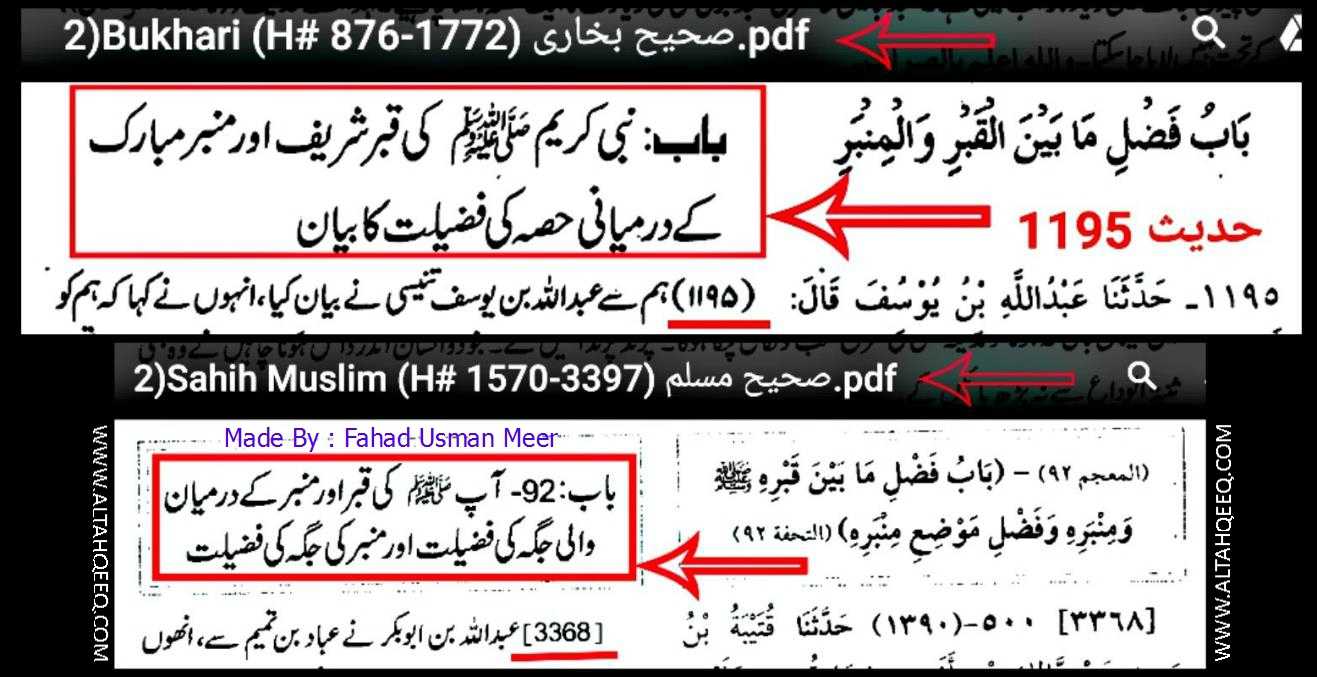 2)Bukhari (H# 876-1772) صحیح بخاری.pdf
بَابُ فَضْلِ مَا بَيْنَ القَبْرِ وَالْمِنْبَرِ
باب: نبی کریم ﷺ کی قبر شریف اور منبر مبارک
کے درمیانی حصہ کی فضیلت کا بیان
حدیث 1195
١١٩٥ـ حَدَّثَنَا عَبْدُاللَّهِ بْنُ يُوْسُفَ قَالَ:
(۱۱۹۵) ہم سے عبداللہ بن یوسف تنیسی نے بیان کیا، انہوں نے کہا کہ ہم کو
2)Sahih Muslim (H# 1570-3397) صحیح مسلم.pdf
Made By : Fahad Usman Meer
(المعجم ٩٢) - (بَابُ فَضْلِ مَا بَيْنَ قَبْرِهِ ﷺ
وَمِنْبَرِهِ وَفَضْلِ مَوْضِعِ مِنْبَرِهِ) (التحفة ٩٢)
باب:92- آپ ﷺ کی قبر اور منبر کے درمیان
والی جگہ کی فضیلت اور منبر کی جگہ کی فضیلت
[٣٣٦٨] ٥٠٠-(١٣٩٠) حَدَّثَنَا قُتَيْبَةُ بْنُ
[3368] عبداللہ بن ابوبکر نے عباد بن تمیم سے، انھوں
WWW.ALTAHQEEQ.COM
WWW.ALTAHQEEQ.COM